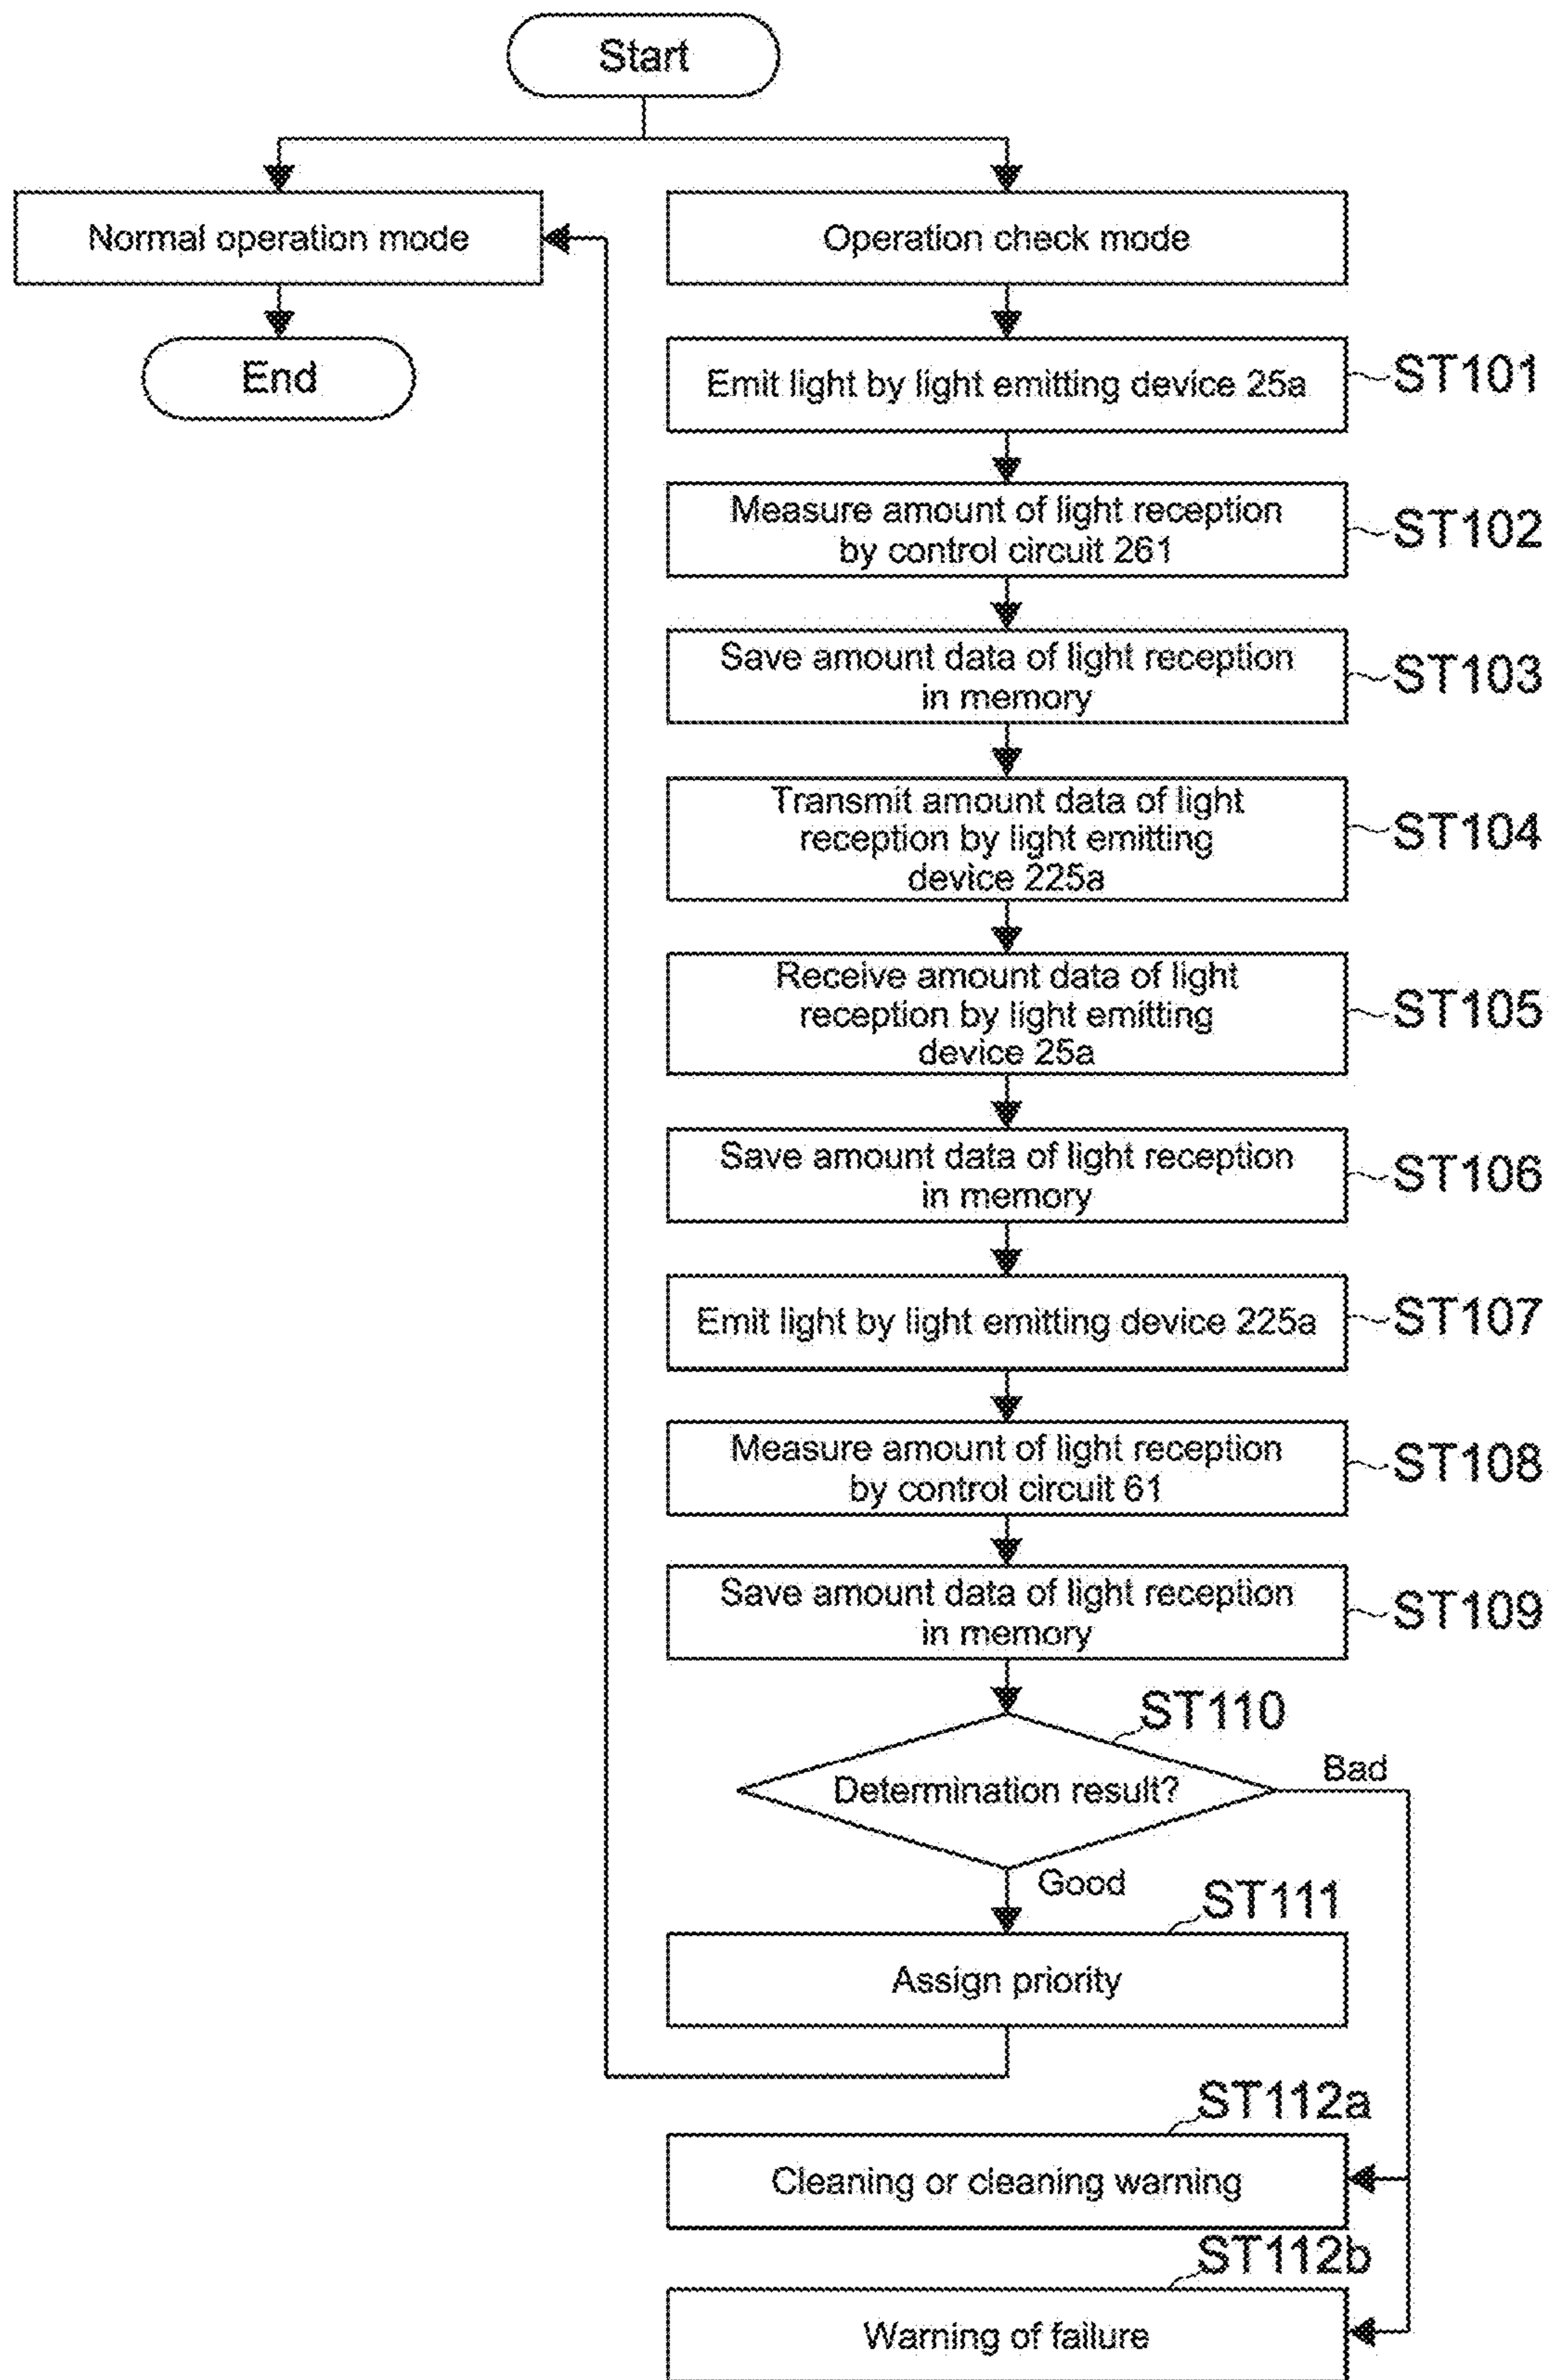 Start
Normal operation mode
Operation check mode
End
Emit light by light emitting device 25a
ST101
Measure amount of light reception
by control circuit 261
ST102
Save amount data of light reception
in memory
ST103
Transmit amount data of light
reception by light emitting
device 225a
ST104
Receive amount data of light
reception by light emitting
device 25a
ST105
Save amount data of light reception
in memory
ST106
Emit light by light emitting device 225a
ST107
Measure amount of light reception
by control circuit 61
ST108
Save amount data of light reception
in memory
ST109
ST110
Determination result?
Bad
Good
ST111
Assign priority
ST112a
Cleaning or cleaning warning
ST112b
Warning of failure